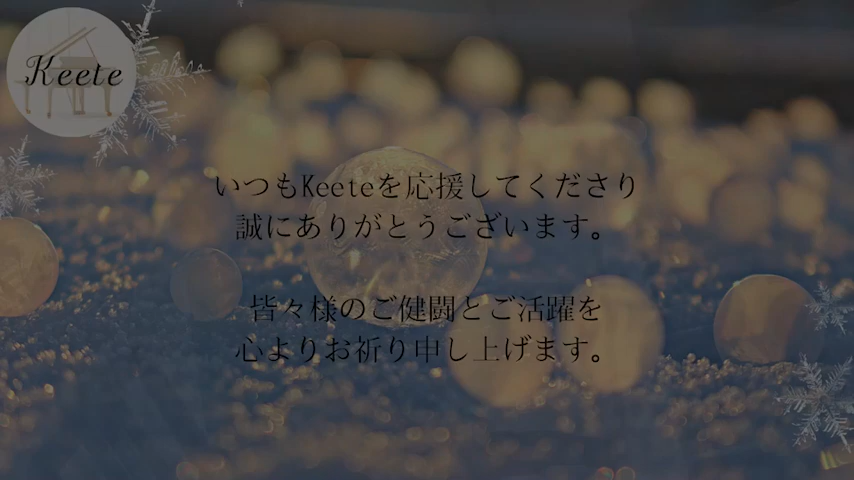 Keete
いつもKeeteを応援してくださり
誠にありがとうございます。
皆々様のご健闘とご活躍を
心よりお祈り申し上げます。